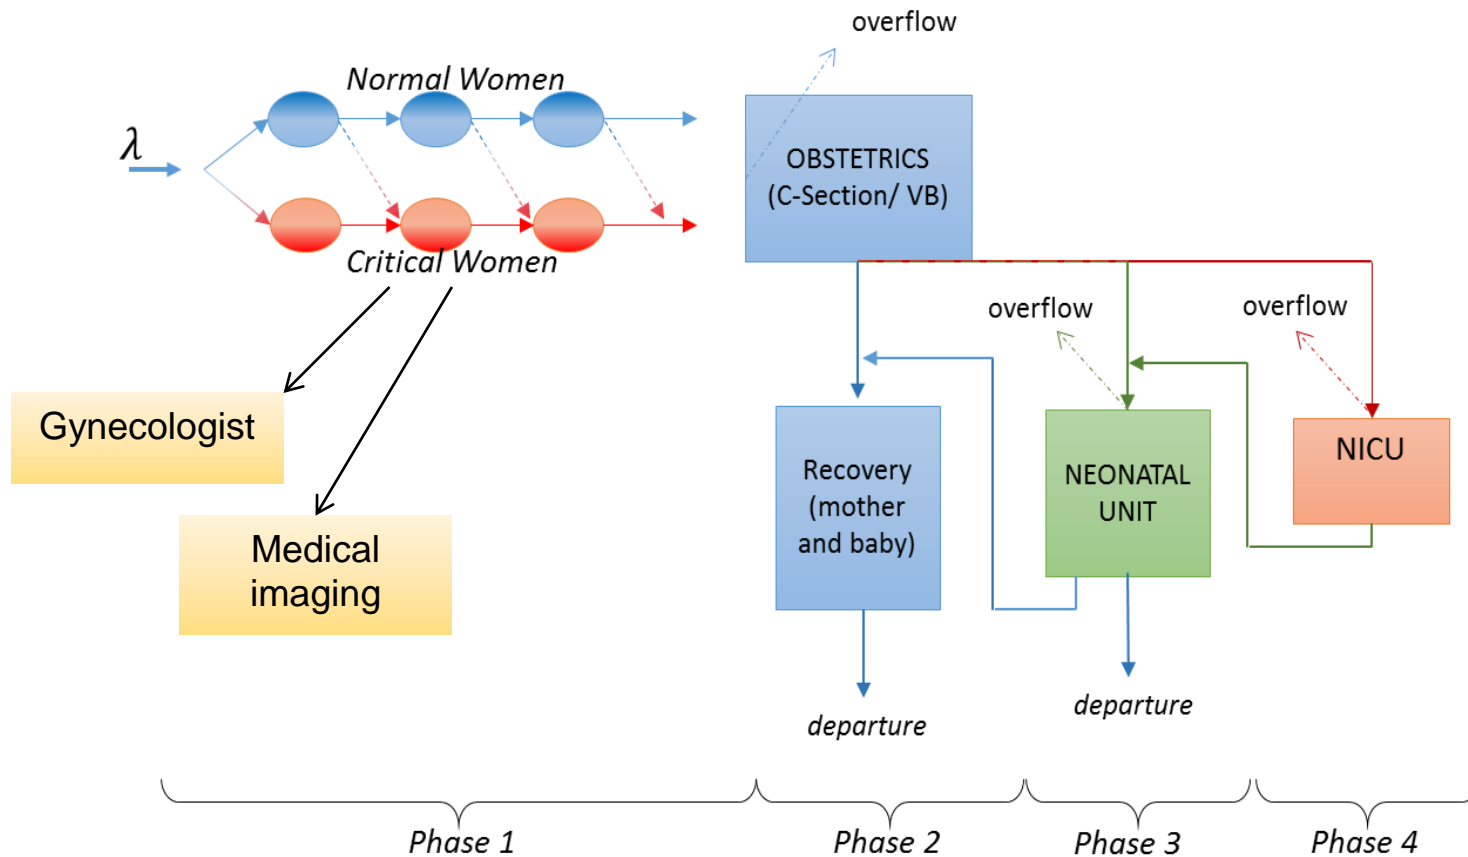 overflow
Normal Women
λ
OBSTETRICS
(C-Section/ VB)
Critical Women
overflow
overflow
Gynecologist
Medical
imaging
Recovery
(mother
and baby)
NEONATAL
UNIT
NICU
departure
departure
Phase 1
Phase 2
Phase 3
Phase 4